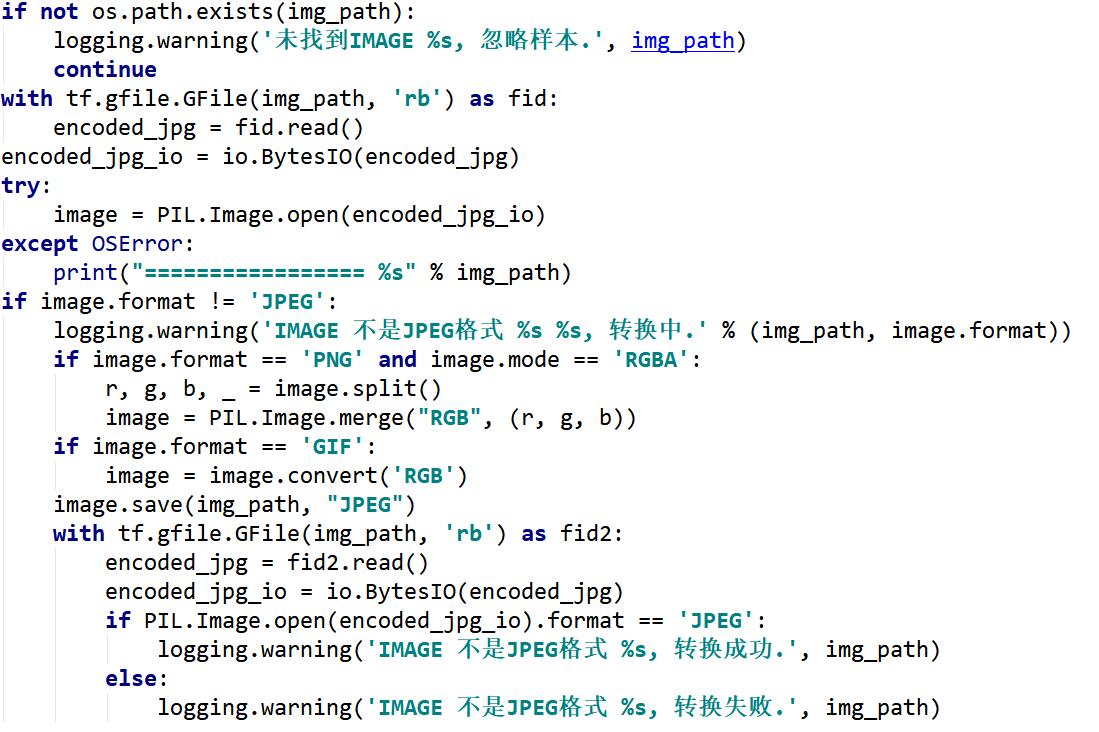 if not os.path.exists(img_path):
    logging.warning('未找到IMAGE %s, 忽略样本.', img_path)
    continue
with tf.gfile.GFile(img_path, 'rb') as fid:
    encoded_jpg = fid.read()
encoded_jpg_io = io.BytesIO(encoded_jpg)
try:
    image = PIL.Image.open(encoded_jpg_io)
except OSError:
    print("================= %s" % img_path)
if image.format != 'JPEG':
    logging.warning('IMAGE 不是JPEG格式 %s %s, 转换中.' % (img_path, image.format))
    if image.format == 'PNG' and image.mode == 'RGBA':
        r, g, b, _ = image.split()
        image = PIL.Image.merge("RGB", (r, g, b))
    if image.format == 'GIF':
        image = image.convert('RGB')
    image.save(img_path, "JPEG")
    with tf.gfile.GFile(img_path, 'rb') as fid2:
        encoded_jpg = fid2.read()
        encoded_jpg_io = io.BytesIO(encoded_jpg)
        if PIL.Image.open(encoded_jpg_io).format == 'JPEG':
            logging.warning('IMAGE 不是JPEG格式 %s, 转换成功.', img_path)
        else:
            logging.warning('IMAGE 不是JPEG格式 %s, 转换失败.', img_path)